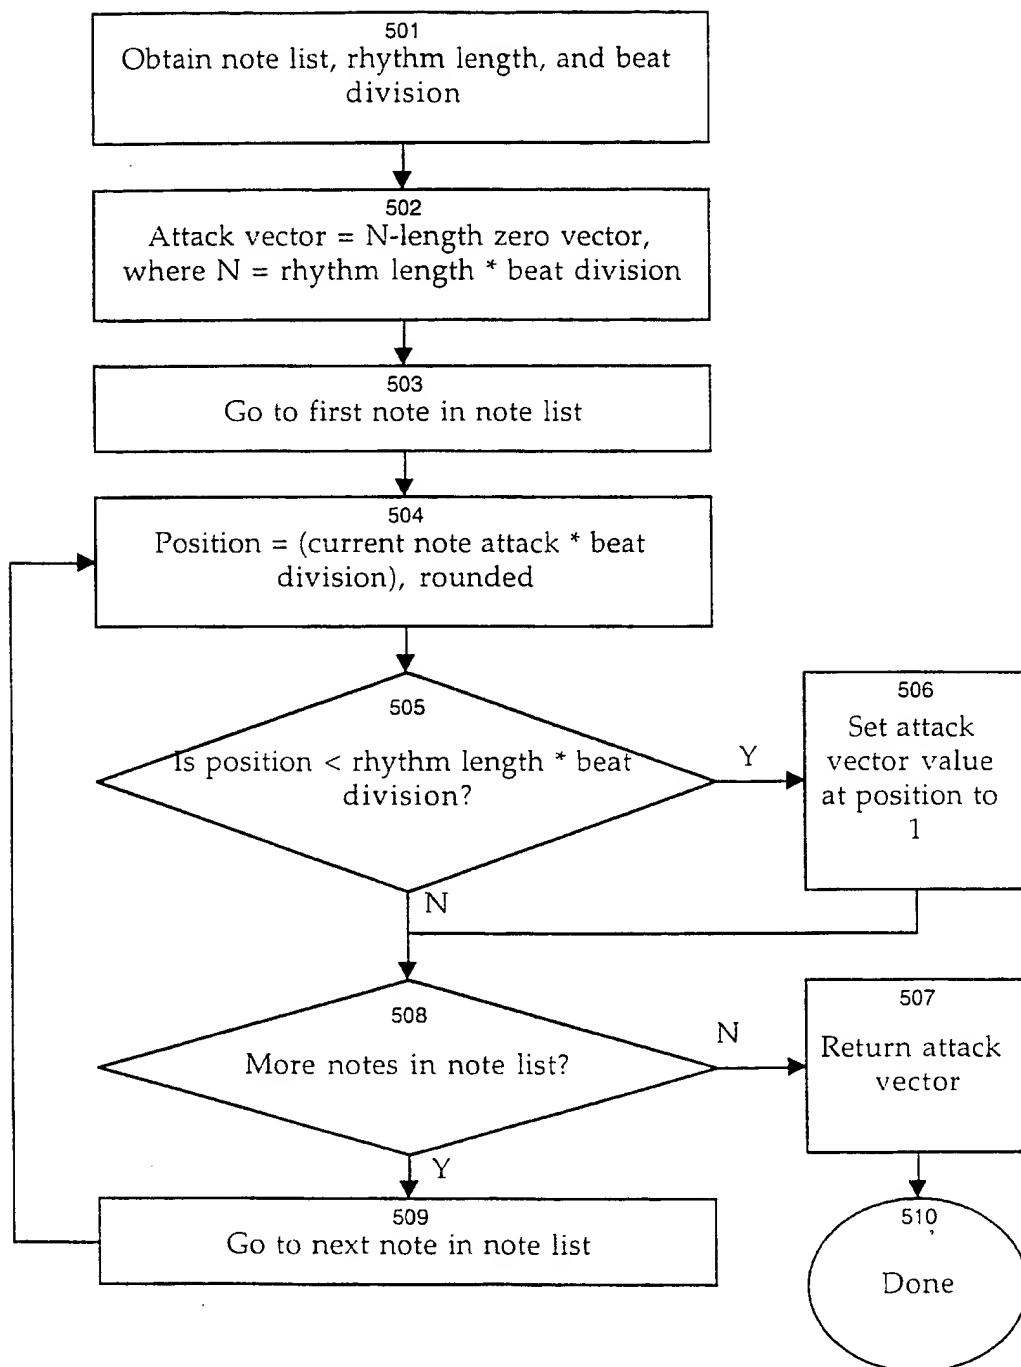 501
Obtain note list, rhythm length, and beat
division
502
Attack vector = N-length zero vector,
where N = rhythm length * beat division
503
Go to first note in note list
504
Position = (current note attack * beat
division), rounded
505
Is position < rhythm length * beat
division?
Y
506
Set attack
vector value
at position to
1
N
508
More notes in note list?
N
507
Return attack
vector
Y
509
Go to next note in note list
510
Done